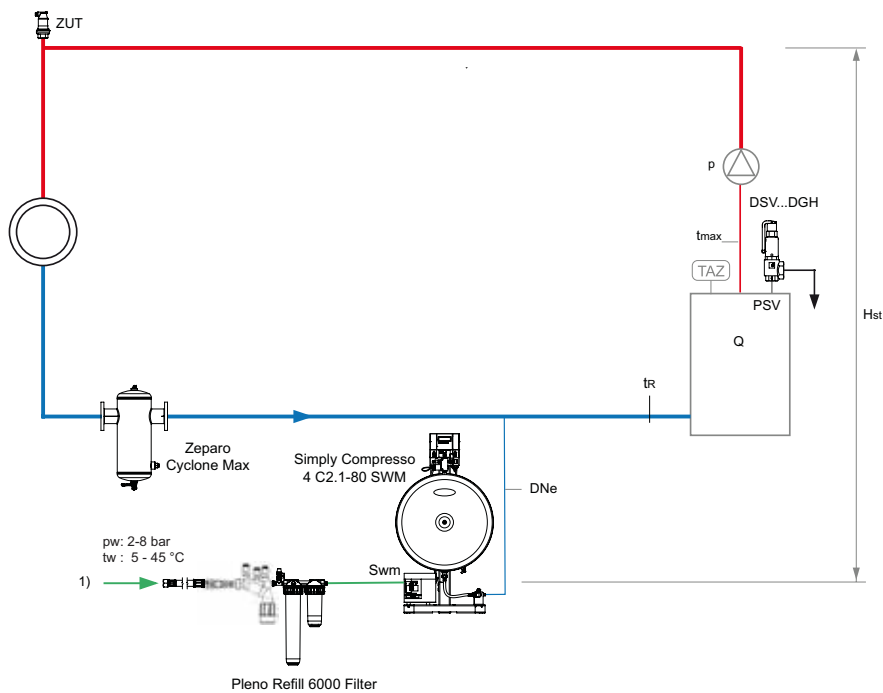 ZUT
p
DSV...DGH
tmax
TAZ
PSV
Hst
Q
tR
Zeparo
Cyclone Max
Simply Compresso
4 C2.1-80 SWM
DNe
pw: 2-8 bar
tw : 5 - 45 °C
1)
Swm
Pleno Refill 6000 Filter